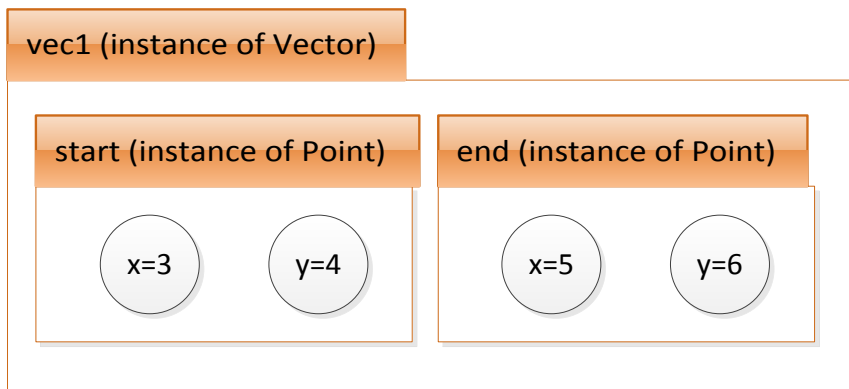 vec1 (instance of Vector)
start (instance of Point)
end (instance of Point)
x=3
y=4
x=5
y=6